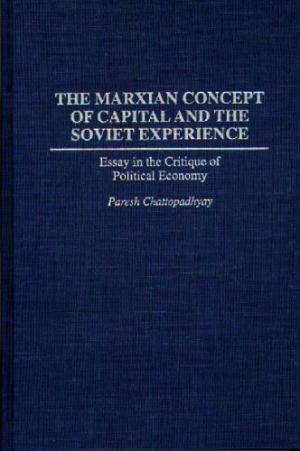 THE MARXIAN CONCEPT
OF CAPITAL AND THE
SOVIET EXPERIENCE
Essay in the Critique of
Political Economy
Paresh Chattopadhyay